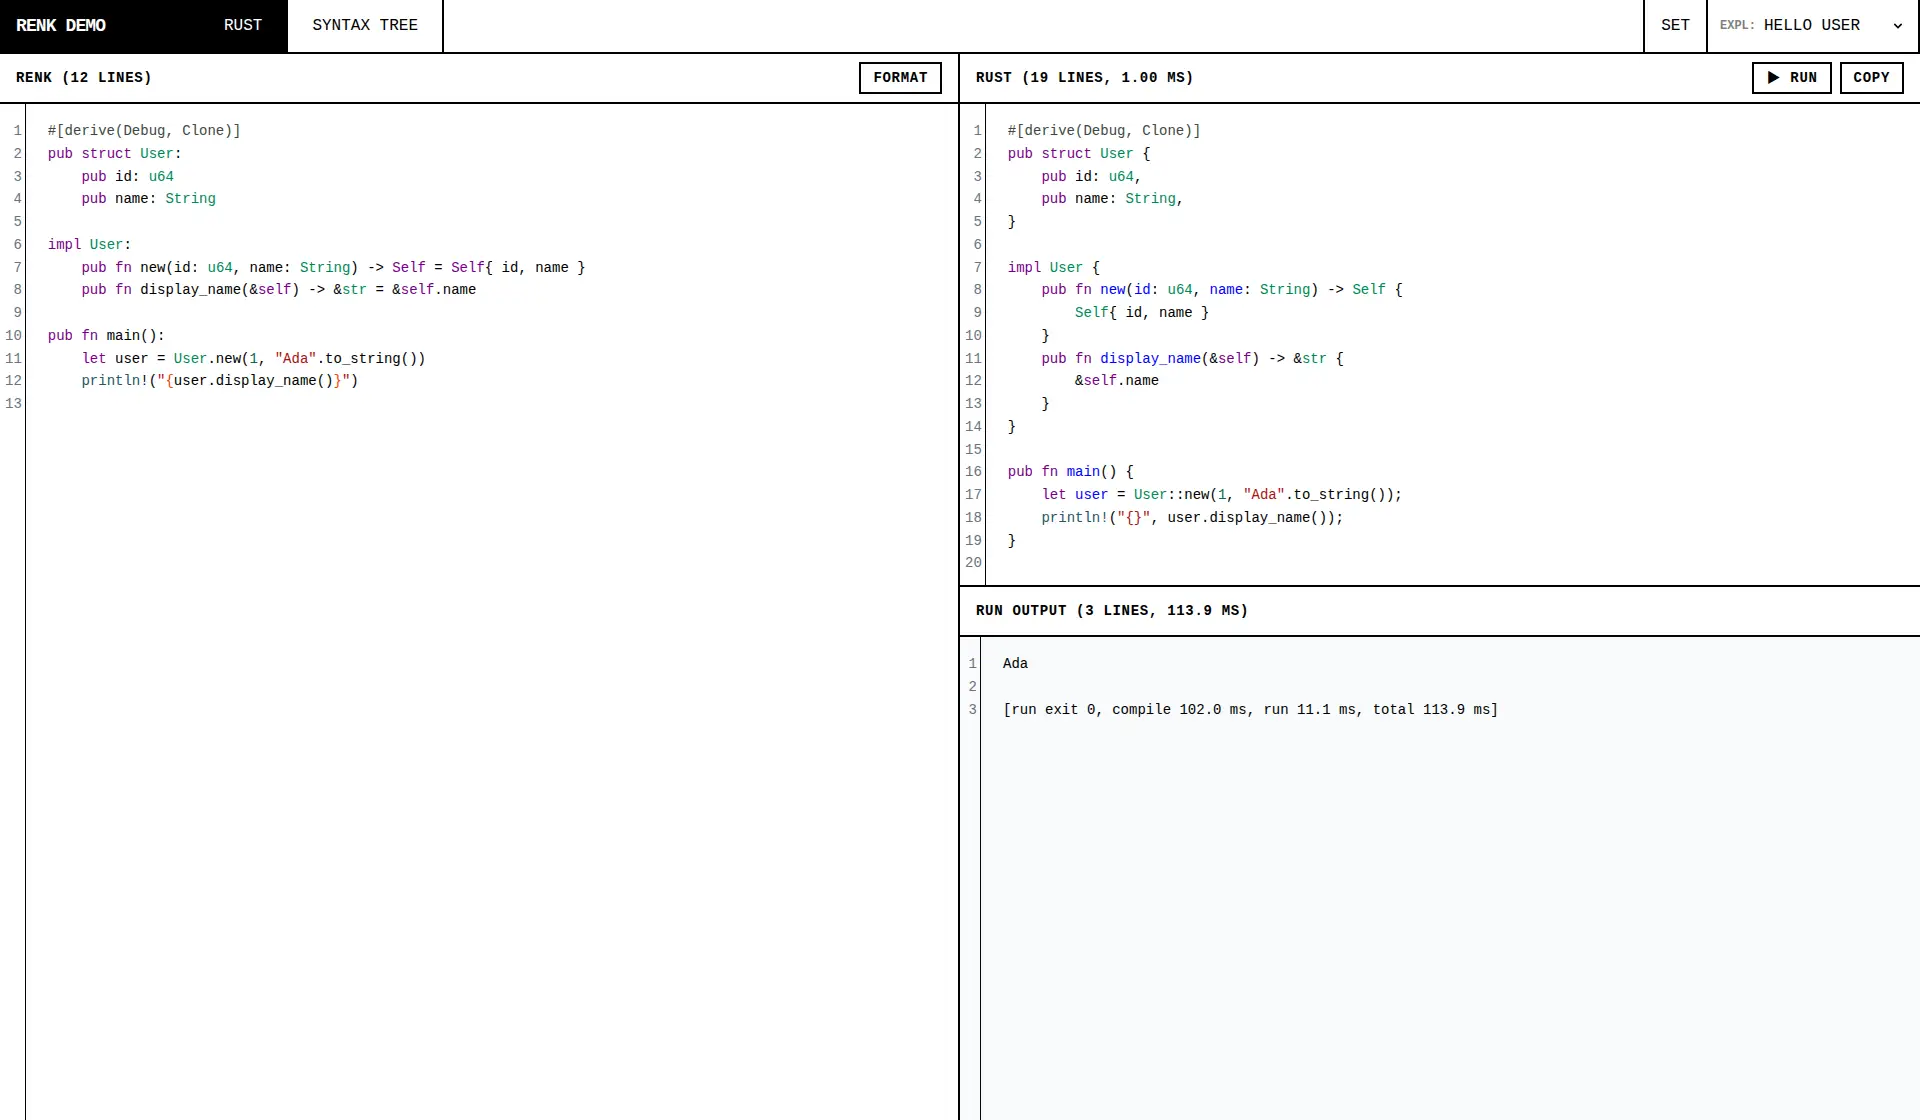 RENK DEMO RUST SYNTAX TREE SET EXPL: HELLO USER
RENK (12 LINES) FORMAT
1 #[derive(Debug, Clone)]
2 pub struct User:
3     pub id: u64
4     pub name: String
5
6 impl User:
7     pub fn new(id: u64, name: String) -> Self = Self{ id, name }
8     pub fn display_name(&self) -> &str = &self.name
9
10 pub fn main():
11     let user = User.new(1, "Ada".to_string())
12     println!("{user.display_name()}")
13
RUST (19 LINES, 1.00 MS) ▶ RUN COPY
1 #[derive(Debug, Clone)]
2 pub struct User {
3     pub id: u64,
4     pub name: String,
5 }
6
7 impl User {
8     pub fn new(id: u64, name: String) -> Self {
9         Self{ id, name }
10     }
11     pub fn display_name(&self) -> &str {
12         &self.name
13     }
14 }
15
16 pub fn main() {
17     let user = User::new(1, "Ada".to_string());
18     println!("{}", user.display_name());
19 }
20
RUN OUTPUT (3 LINES, 113.9 MS)
1 Ada
2
3 [run exit 0, compile 102.0 ms, run 11.1 ms, total 113.9 ms]